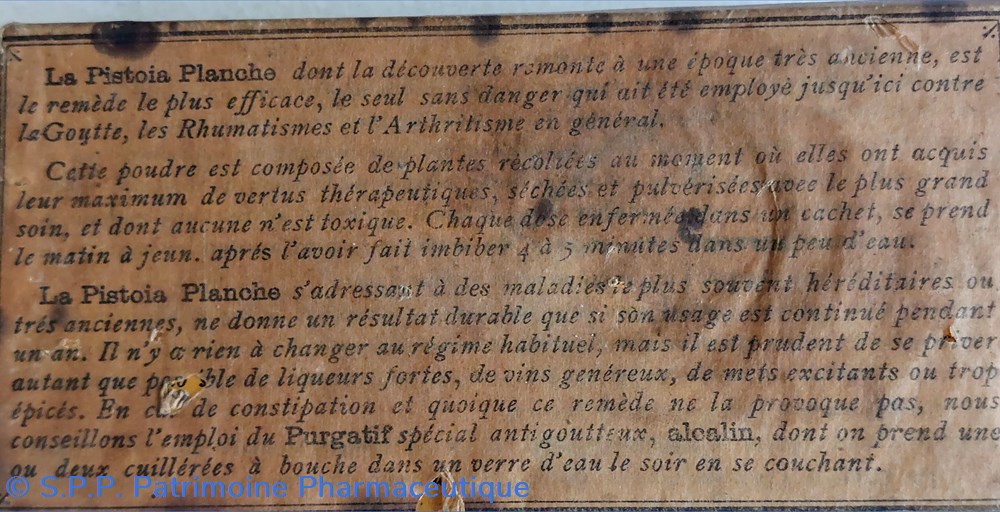 La Pistoia Planche dont la découverte remonte à une époque très ancienne, est
le remède le plus efficace, le seul sans danger qui ait été employé jusqu'ici contre
la Goutte, les Rhumatismes et l'Arthritisme en général.
Cette poudre est composée de plantes récoltées au moment où elles ont acquis
leur maximum de vertus thérapeutiques, séchées et pulvérisées avec le plus grand
soin, et dont aucune n'est toxique. Chaque dose enfermée dans un cachet, se prend
le matin à jeun. aprés l'avoir fait imbiber 4 à 5 minutes dans un peu d'eau.
La Pistoia Planche s'adressant à des maladies le plus souvent héréditaires ou
trés anciennes, ne donne un résultat durable que si son usage est continué pendant
un an. Il n'y a rien à changer au régime habituel, mais il est prudent de se priver
autant que possible de liqueurs fortes, de vins genéreux, de mets excitants ou trop
épicés. En cas de constipation et quoique ce remède ne la provoque pas, nous
conseillons l'emploi du Purgatif spécial antigoutteux, alcalin, dont on prend une
ou deux cuillérées à bouche dans un verre d'eau le soir en se couchant.
© S.P.P. Patrimoine Pharmaceutique